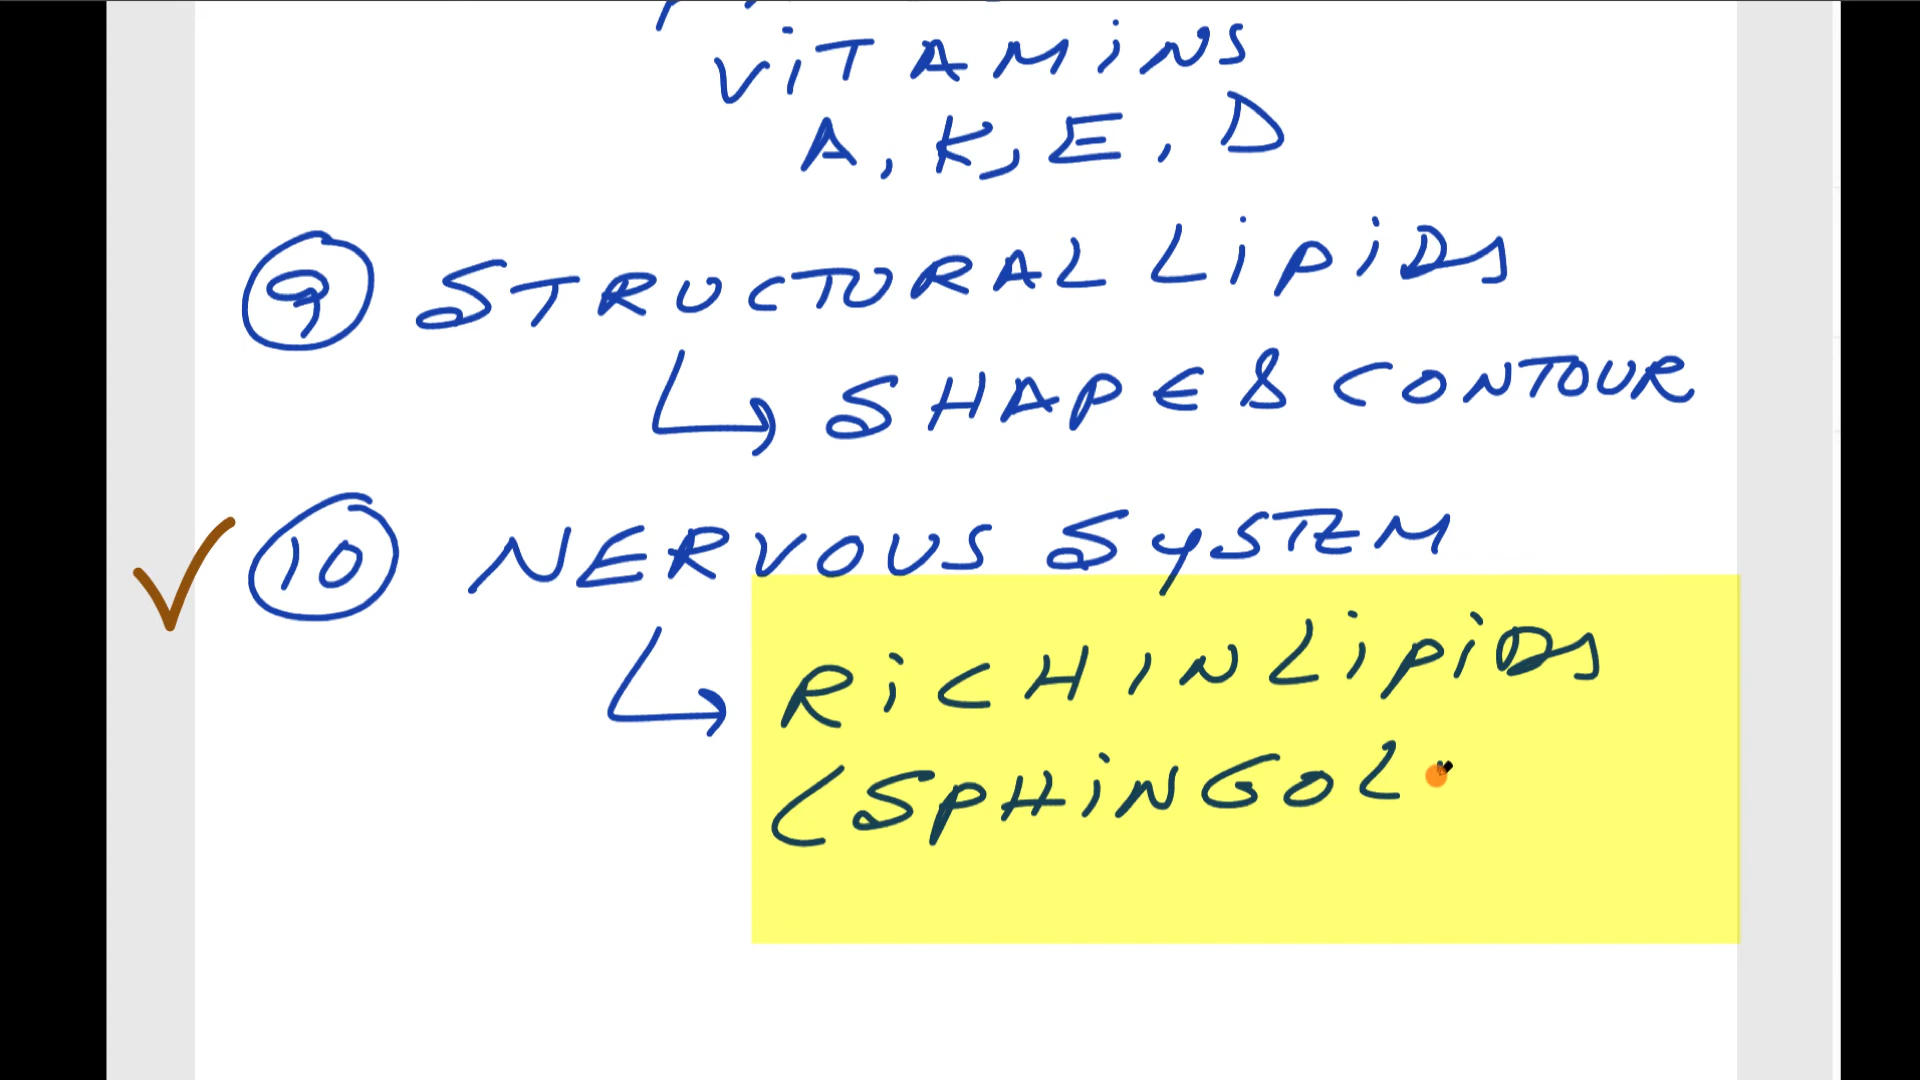 ViTAMiNS
A, K, E, D
9 STRUCTURAL LiPiDS
SHAPE & CONTOUR
10 NERVOUS SYSTEM
RiCH IN LiPiDS
(SPHiNGOL